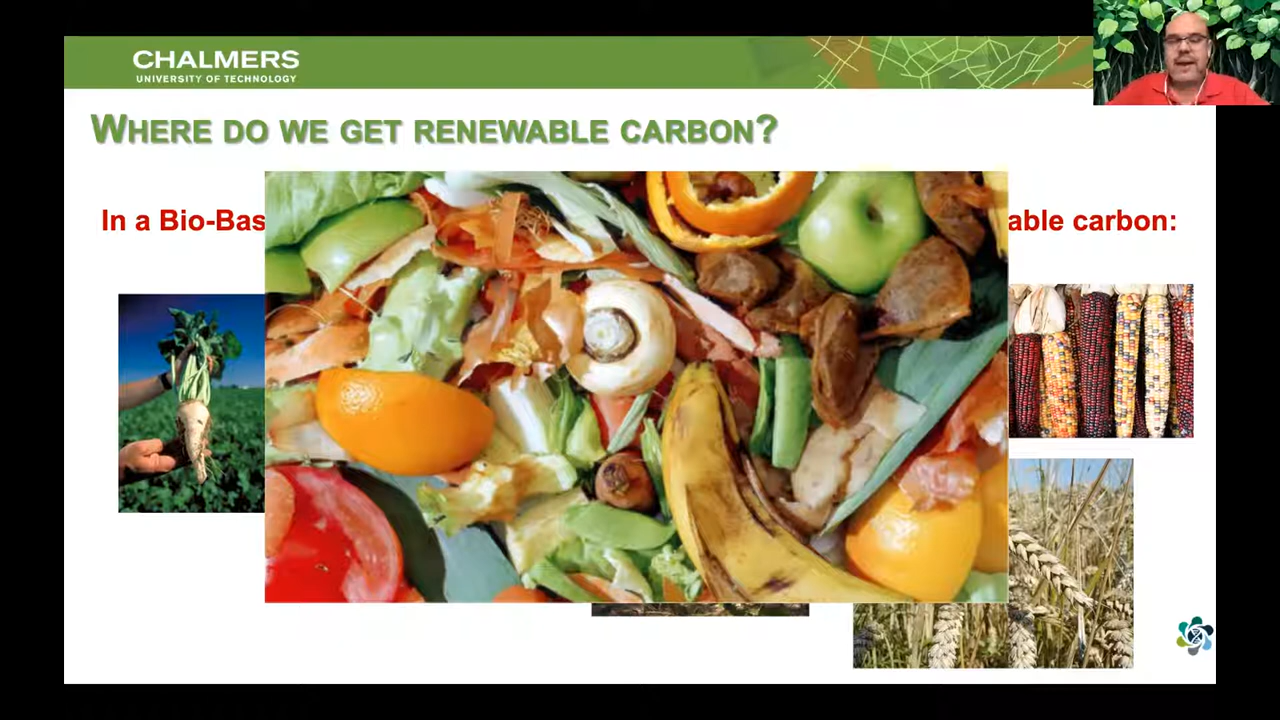 CHALMERS
UNIVERSITY OF TECHNOLOGY
WHERE DO WE GET RENEWABLE CARBON?
In a Bio-Bas
able carbon: